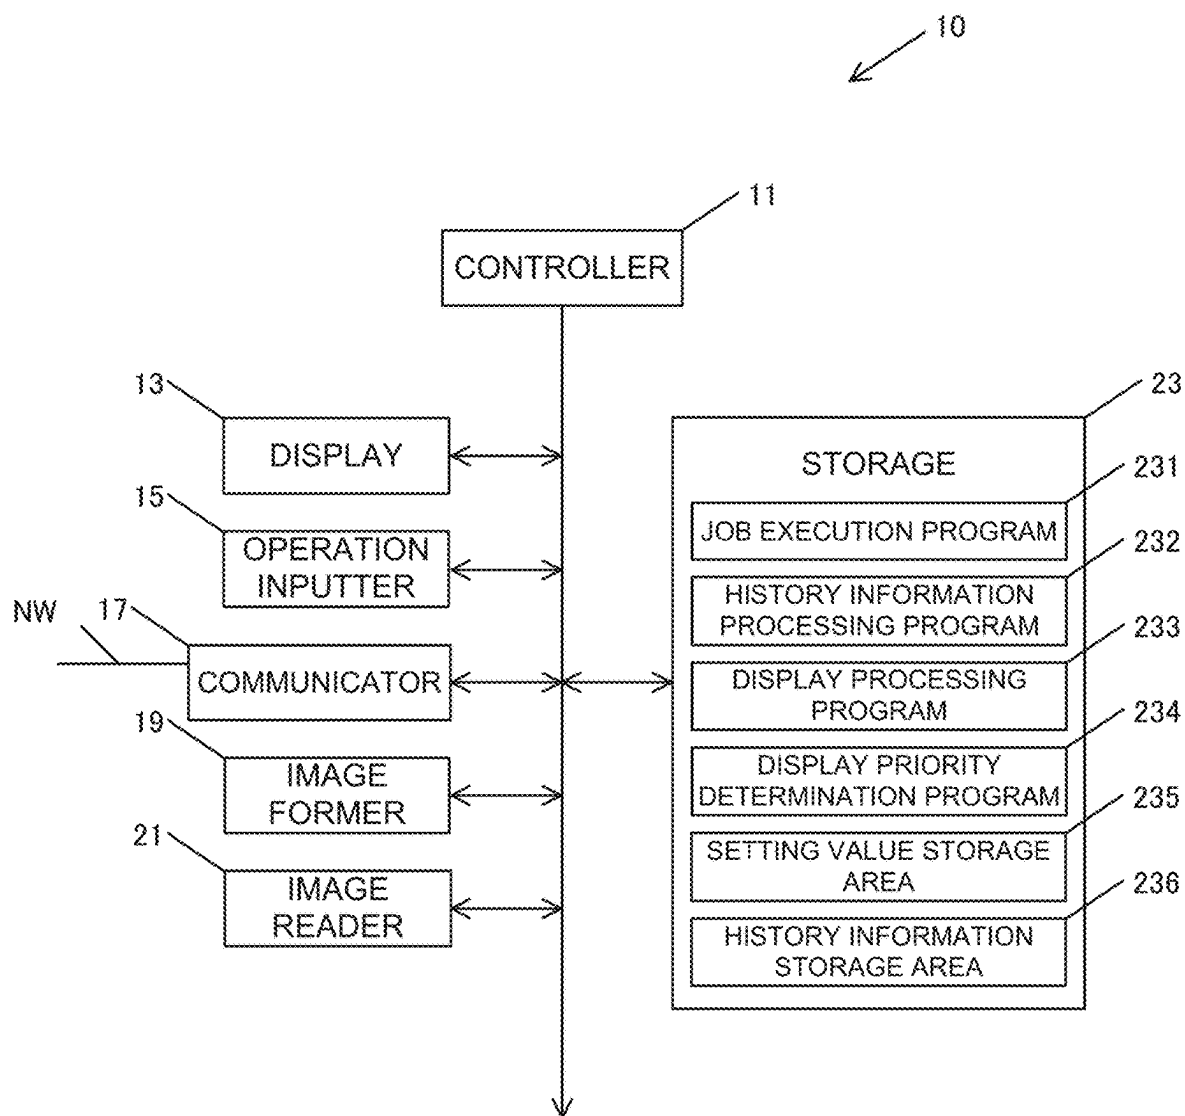 10
11
CONTROLLER
13
DISPLAY
15
OPERATION
INPUTTER
NW
17
COMMUNICATOR
19
IMAGE
FORMER
21
IMAGE
READER
23
STORAGE
231
JOB EXECUTION PROGRAM
232
HISTORY INFORMATION
PROCESSING PROGRAM
233
DISPLAY PROCESSING
PROGRAM
234
DISPLAY PRIORITY
DETERMINATION PROGRAM
235
SETTING VALUE STORAGE
AREA
236
HISTORY INFORMATION
STORAGE AREA